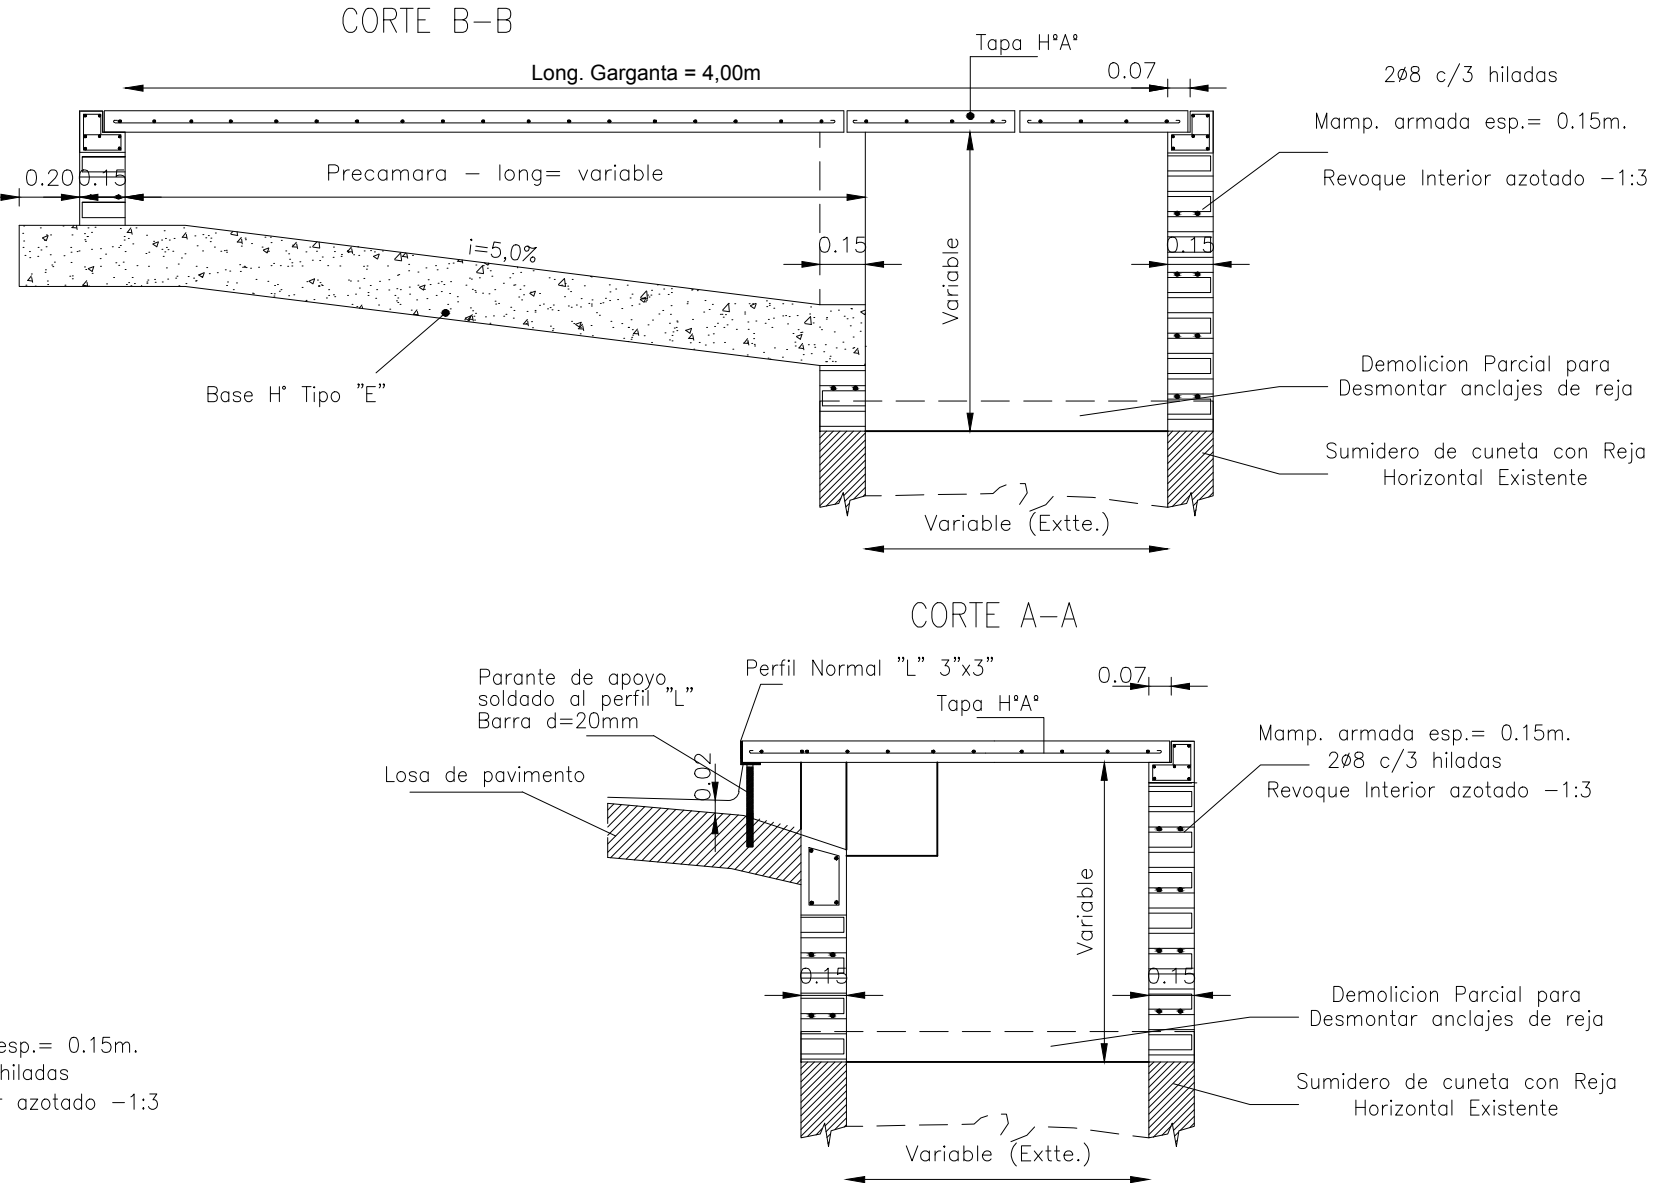 CORTE B-B
Tapa H°A°
Long. Garganta = 4,00m
0.07
2ø8 c/3 hiladas
Mamp. armada esp.= 0.15m.
Revoque Interior azotado -1:3
0.20
0.15
Precamara - long= variable
i=5,0%
0.15
Variable
0.15
Base H° Tipo "E"
Demolicion Parcial para
Desmontar anclajes de reja
Sumidero de cuneta con Reja
Horizontal Existente
Variable (Extte.)
CORTE A-A
Parante de apoyo
soldado al perfil "L"
Barra d=20mm
Perfil Normal "L" 3"x3"
0.07
Tapa H°A°
Losa de pavimento
0.02
Mamp. armada esp.= 0.15m.
2ø8 c/3 hiladas
Revoque Interior azotado -1:3
Variable
0.15
0.15
Demolicion Parcial para
Desmontar anclajes de reja
Sumidero de cuneta con Reja
Horizontal Existente
Variable (Extte.)
esp.= 0.15m.
hiladas
r azotado -1:3